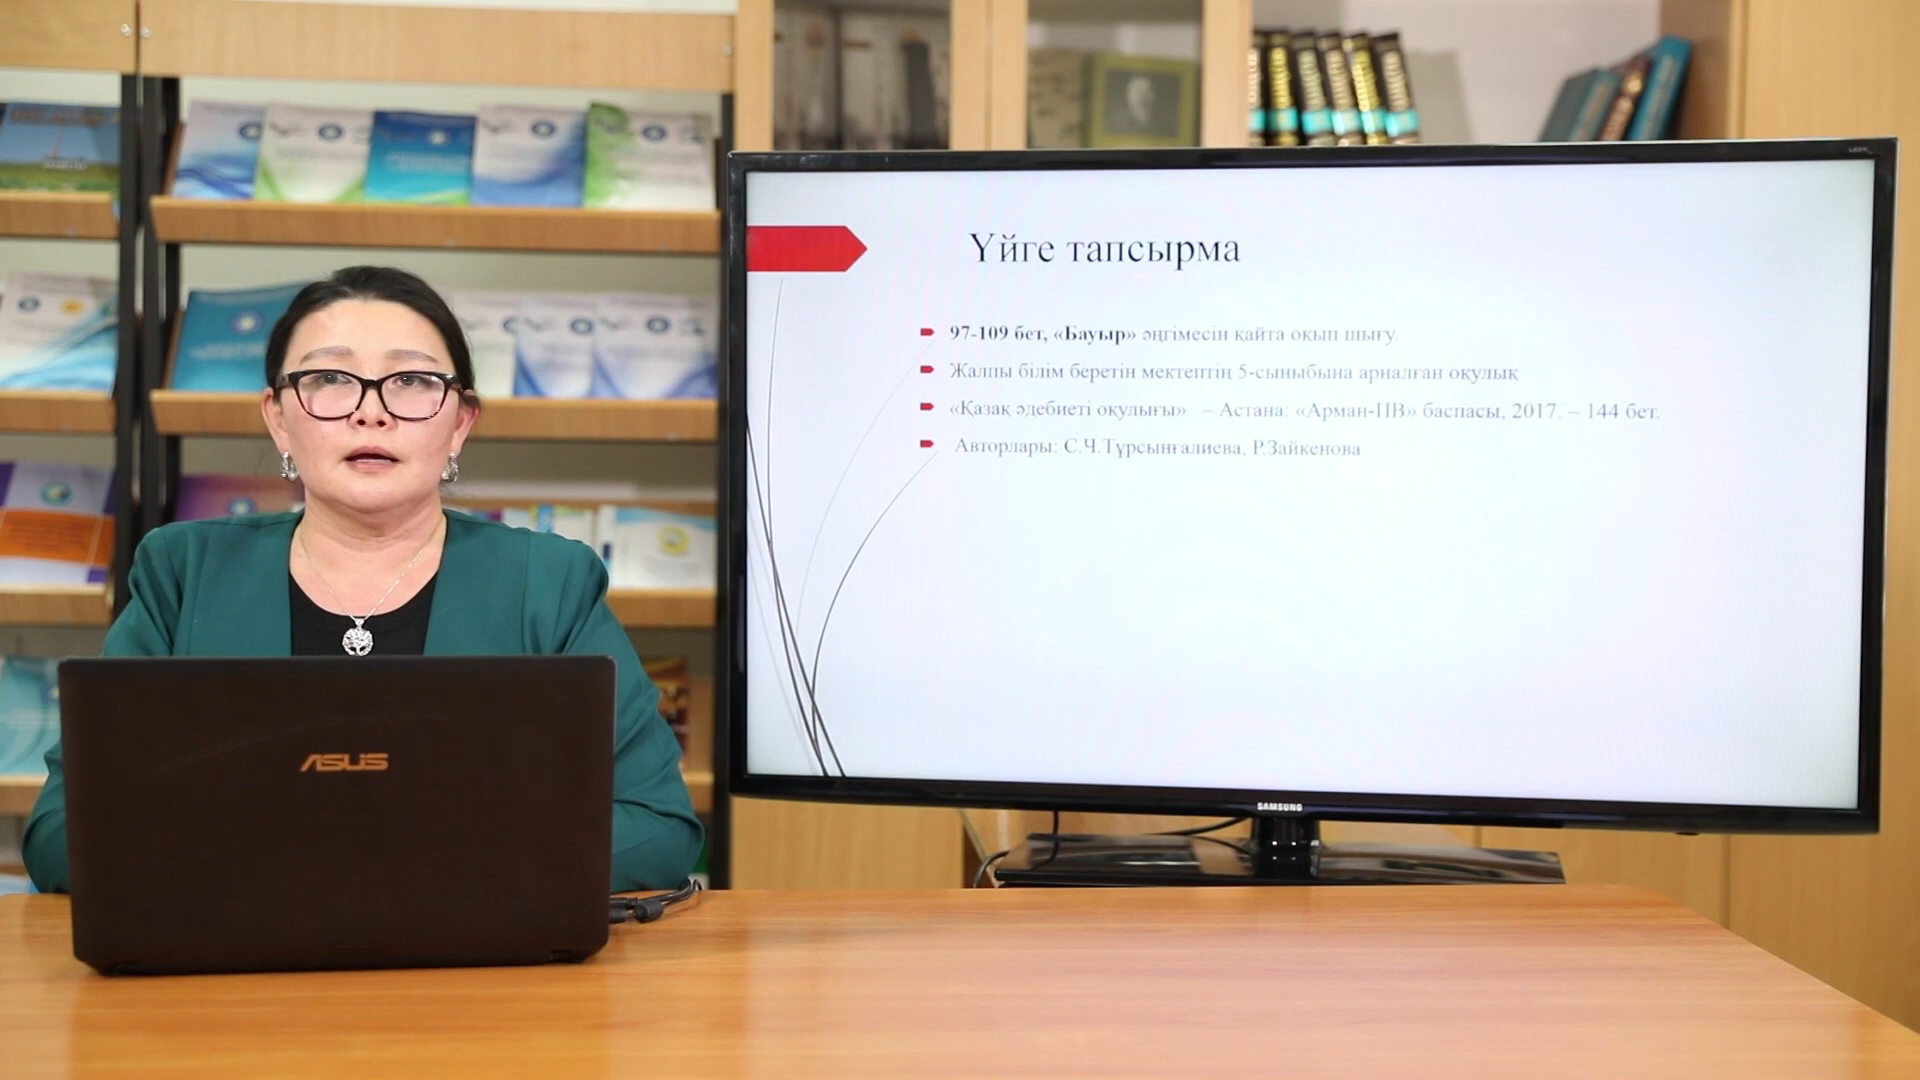 Үйге тапсырма
97-109 бет, «Бауыр» әңгімесін қайта оқып шығу.
Жалпы білім беретін мектептің 5-сыныбына арналған оқулық
«Қазақ әдебиеті оқулығы» – Астана: «Арман-ПВ» баспасы, 2017. – 144 бет.
Авторлары: С.Ч.Тұрсынғалиева, Р.Зайкенова
ASUS
SAMSUNG